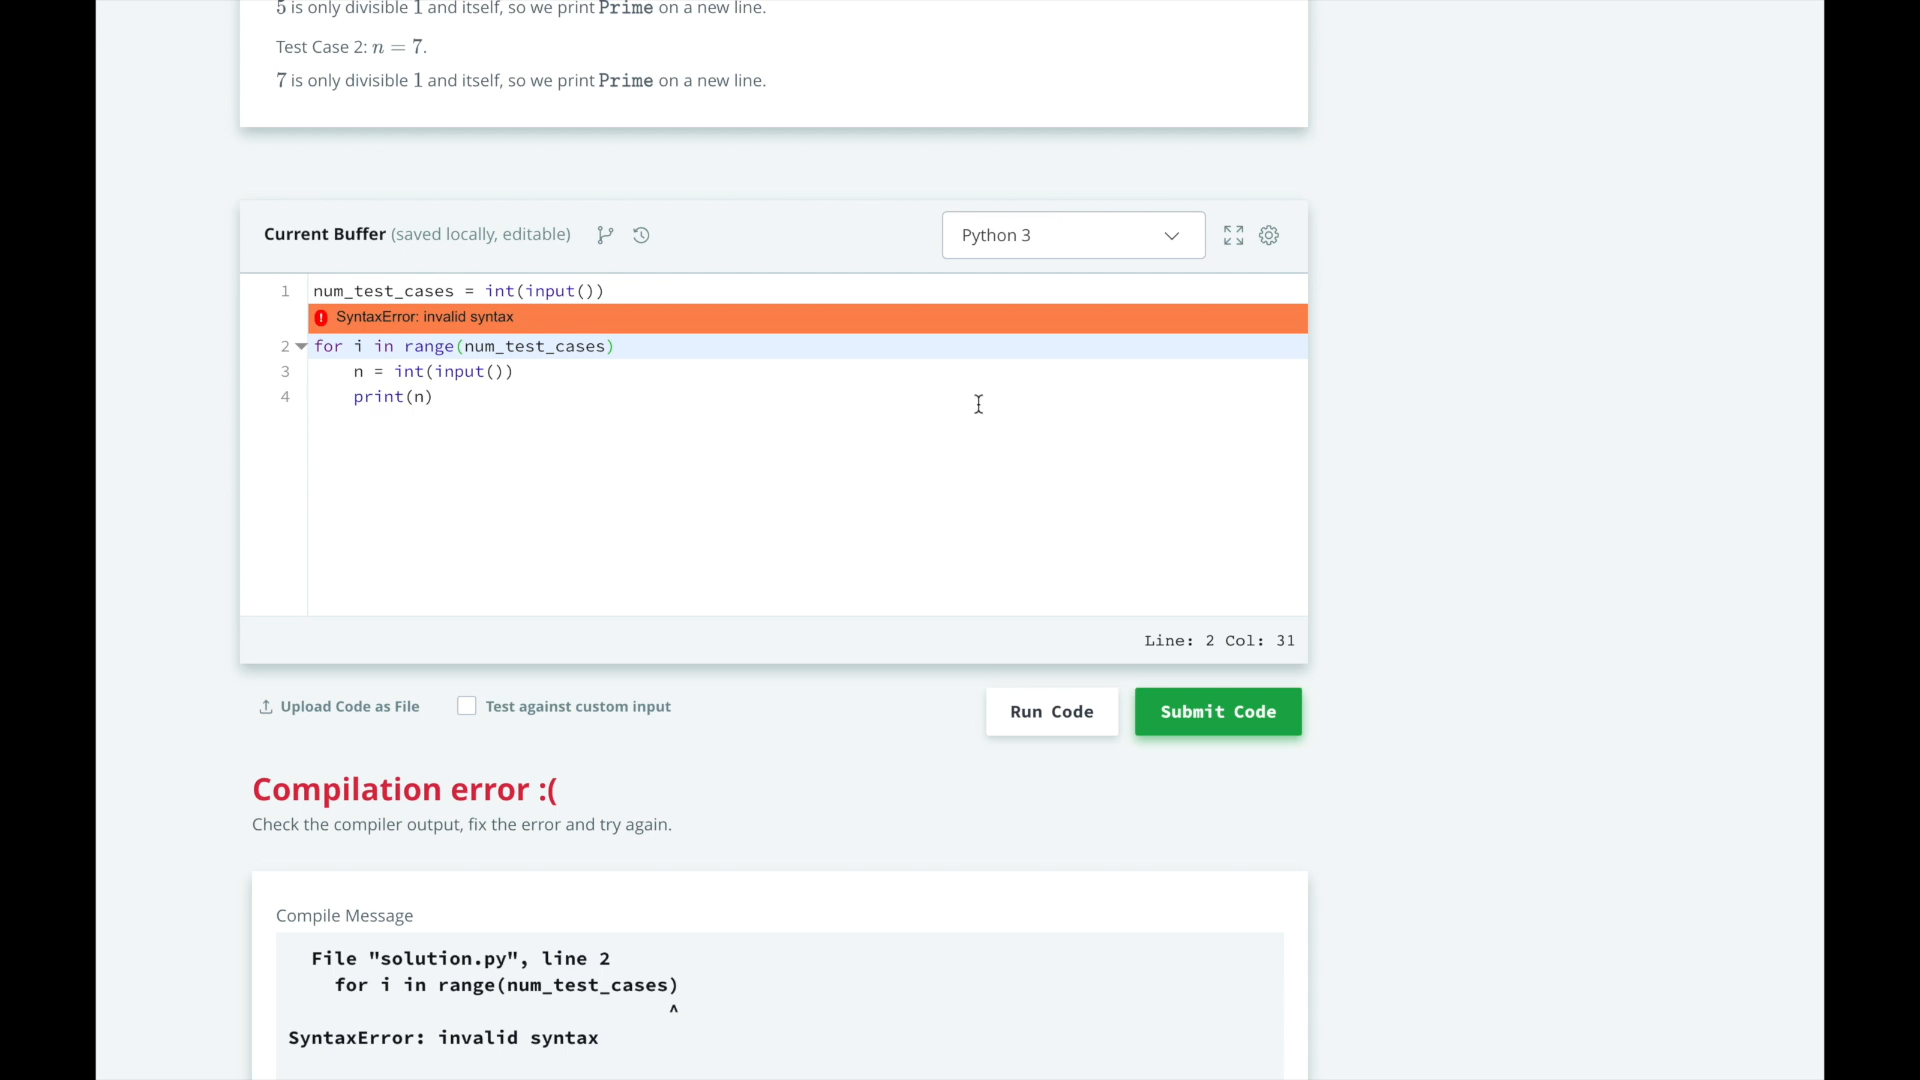 5 is only divisible 1 and itself, so we print Prime on a new line.
Test Case 2: n = 7.
7 is only divisible 1 and itself, so we print Prime on a new line.
Current Buffer (saved locally, editable)
Python 3
1 num_test_cases = int(input())
! SyntaxError: invalid syntax
2 for i in range(num_test_cases)
3     n = int(input())
4     print(n)
Line: 2 Col: 31
Upload Code as File
Test against custom input
Run Code
Submit Code
Compilation error :(
Check the compiler output, fix the error and try again.
Compile Message
  File "solution.py", line 2
    for i in range(num_test_cases)
                                 ^
SyntaxError: invalid syntax